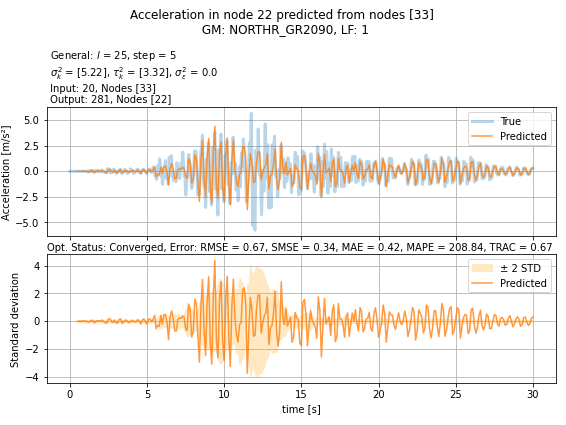 Acceleration in node 22 predicted from nodes [33]
GM: NORTHR_GR2090, LF: 1
General: l = 25, step = 5
σ²ₖ = [5.22], τ²ₖ = [3.32], σ²ε = 0.0
Input: 20, Nodes [33]
Output: 281, Nodes [22]
Acceleration [m/s²]
5.0
2.5
0.0
−2.5
−5.0
True
Predicted
Opt. Status: Converged, Error: RMSE = 0.67, SMSE = 0.34, MAE = 0.42, MAPE = 208.84, TRAC = 0.67
Standard deviation
4
2
0
−2
−4
± 2 STD
Predicted
0 5 10 15 20 25 30
time [s]